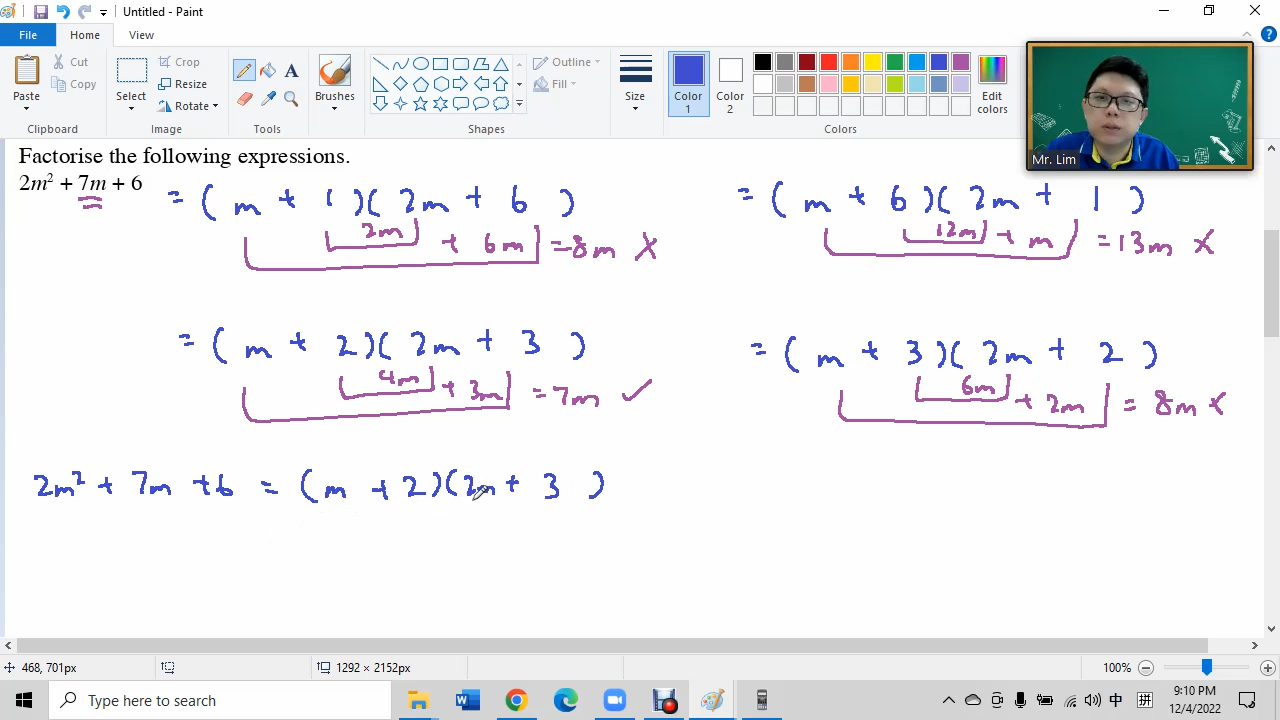 Untitled - Paint
File Home View
Paste Cut Copy Clipboard
Select Crop Resize Rotate Image
Tools
Brushes
Shapes Outline Fill
Size
Color 1 Color 2 Edit colors Colors
Mr. Lim
Factorise the following expressions.
2m² + 7m + 6 = (m + 1)(2m + 6) = (m + 6)(2m + 1)
2m + 6m = 8m X 12m + m = 13m X
= (m + 2)(2m + 3) = (m + 3)(2m + 2)
4m + 3m = 7m ✓ 6m + 2m = 8m X
2m² + 7m + 6 = (m + 2)(2m + 3)
468, 701px 1292 × 2152px 100%
Type here to search
中 拼 9:10 PM
12/4/2022